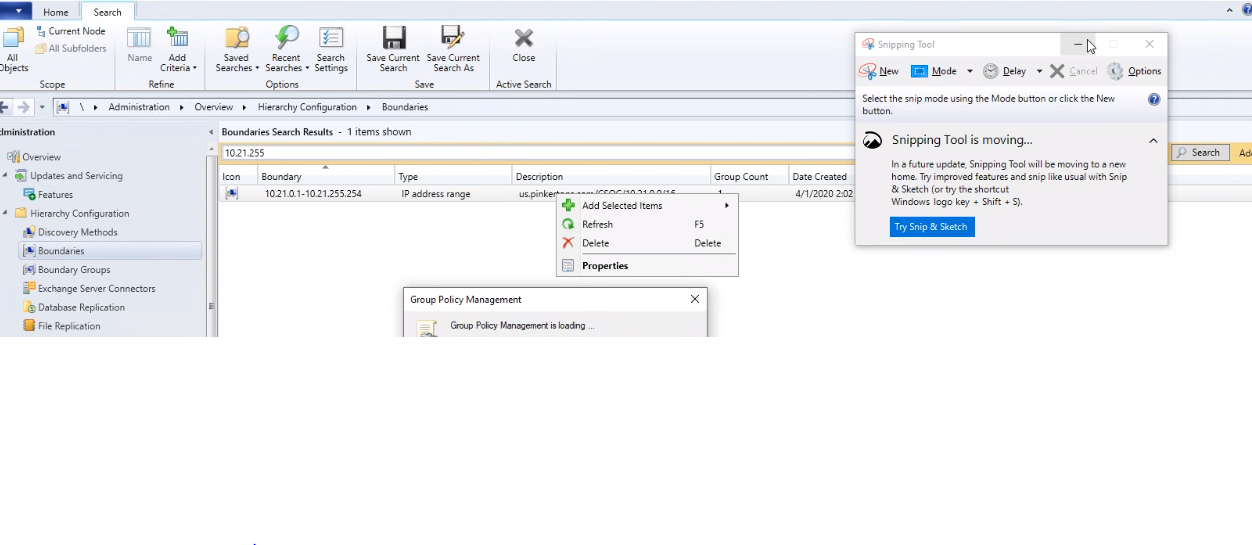 Home Search
Current Node
All Subfolders
All Objects
Name
Add Criteria
Saved Searches
Recent Searches
Search Settings
Save Current Search
Save Current Search As
Close
Scope Refine Options Save Active Search
\ Administration Overview Hierarchy Configuration Boundaries
dministration
Overview
Updates and Servicing
Features
Hierarchy Configuration
Discovery Methods
Boundaries
Boundary Groups
Exchange Server Connectors
Database Replication
File Replication
Boundaries Search Results - 1 items shown
10.21.255
Search
Icon Boundary Type Description Group Count Date Created
10.21.0.1-10.21.255.254 IP address range 4/1/2020 2:02
Add Selected Items
Refresh F5
Delete Delete
Properties
Group Policy Management
Group Policy Management is loading ...
Snipping Tool
New Mode Delay Cancel Options
Select the snip mode using the Mode button or click the New
button.
Snipping Tool is moving...
In a future update, Snipping Tool will be moving to a new
home. Try improved features and snip like usual with Snip
& Sketch (or try the shortcut
Windows logo key + Shift + S).
Try Snip & Sketch